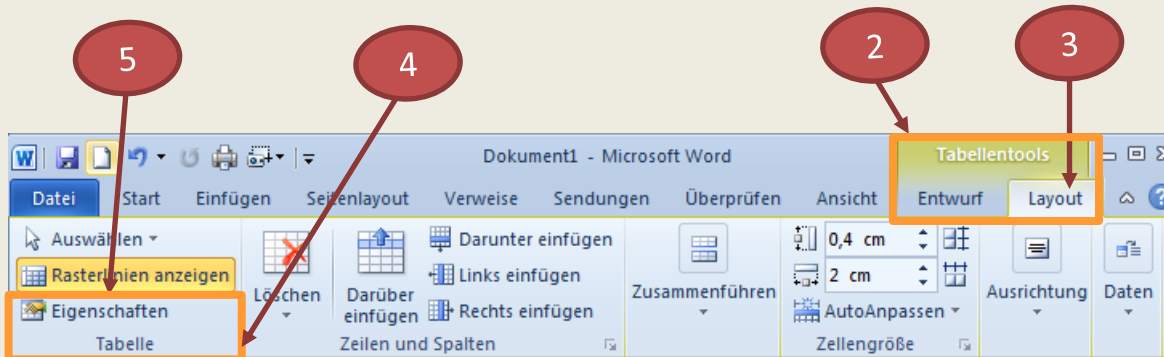 5
4
2
3
W
Dokument1 - Microsoft Word
Tabellentools
Datei Start Einfügen Seitenlayout Verweise Sendungen Überprüfen Ansicht Entwurf Layout
Auswählen
Rasterlinien anzeigen
Eigenschaften
Tabelle
Löschen
Darüber
einfügen
Darunter einfügen
Links einfügen
Rechts einfügen
Zeilen und Spalten
Zusammenführen
0,4 cm
2 cm
AutoAnpassen
Zellengröße
Ausrichtung
Daten